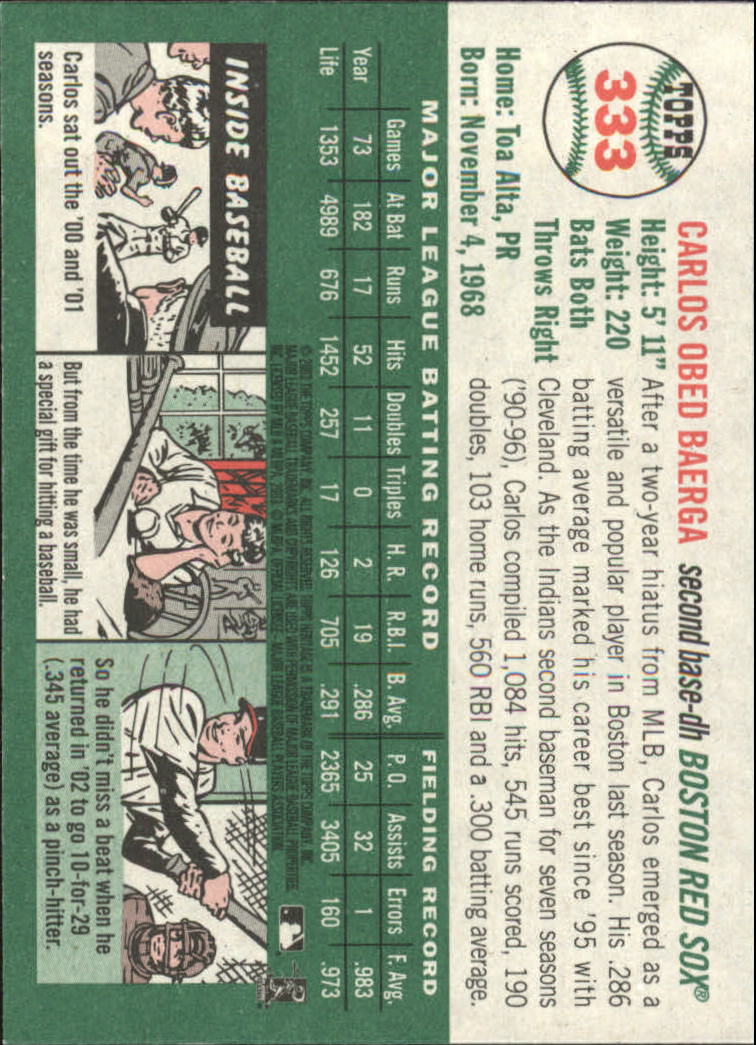 TOPPS
333
CARLOS OBED BAERGA second base-dh BOSTON RED SOX®
Height: 5' 11"
Weight: 220
Bats Both
Throws Right
Home: Toa Alta, PR
Born: November 4, 1968
After a two-year hiatus from MLB, Carlos emerged as a
versatile and popular player in Boston last season. His .286
batting average marked his career best since '95 with
Cleveland. As the Indians second baseman for seven seasons
('90-96), Carlos compiled 1,084 hits, 545 runs scored, 190
doubles, 103 home runs, 560 RBI and a .300 batting average.
MAJOR LEAGUE BATTING RECORD FIELDING RECORD
Year Games At Bat Runs Hits Doubles Triples H. R. R.B.I. B. Avg. P. O. Assists Errors F. Avg.
73 182 17 52 11 0 2 19 .286 25 32 1 .983
Life 1353 4989 676 1452 257 17 126 705 .291 2365 3405 160 .973
INSIDE BASEBALL
Carlos sat out the '00 and '01
seasons.
But from the time he was small, he had
a special gift for hitting a baseball.
So he didn't miss a beat when he
returned in '02 to go 10-for-29
(.345 average) as a pinch-hitter.